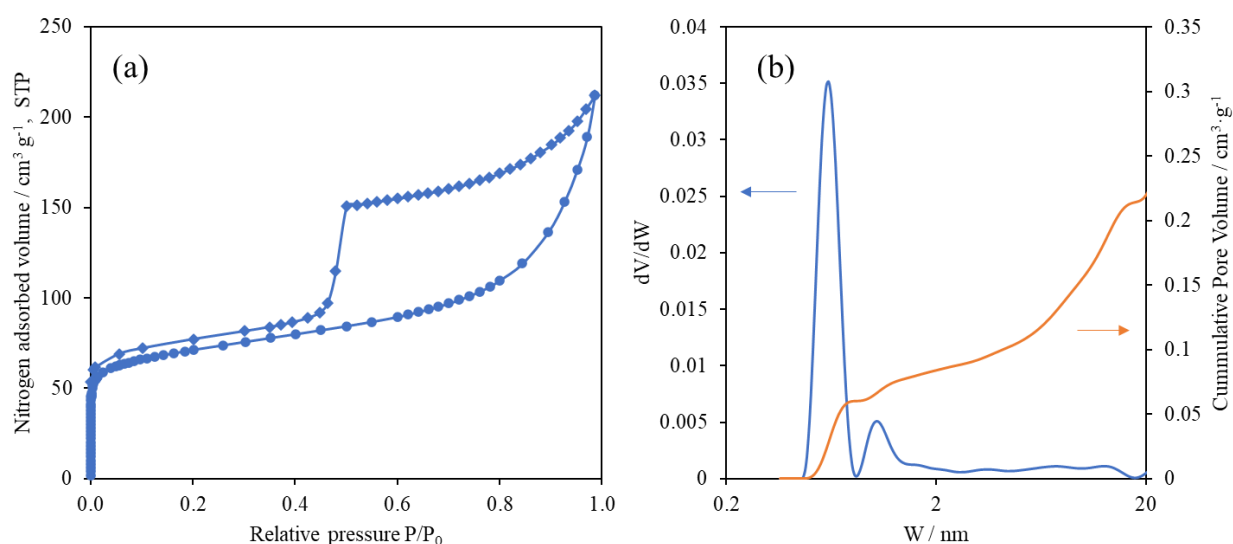 (a)
Nitrogen adsorbed volume / cm³ g⁻¹, STP
250
200
150
100
50
0
0.0 0.2 0.4 0.6 0.8 1.0
Relative pressure P/P₀
(b)
dV/dW
0.04
0.035
0.03
0.025
0.02
0.015
0.01
0.005
0
0.2 2 20
W / nm
0.35
0.3
0.25
0.2
0.15
0.1
0.05
0
Cummulative Pore Volume / cm³·g⁻¹